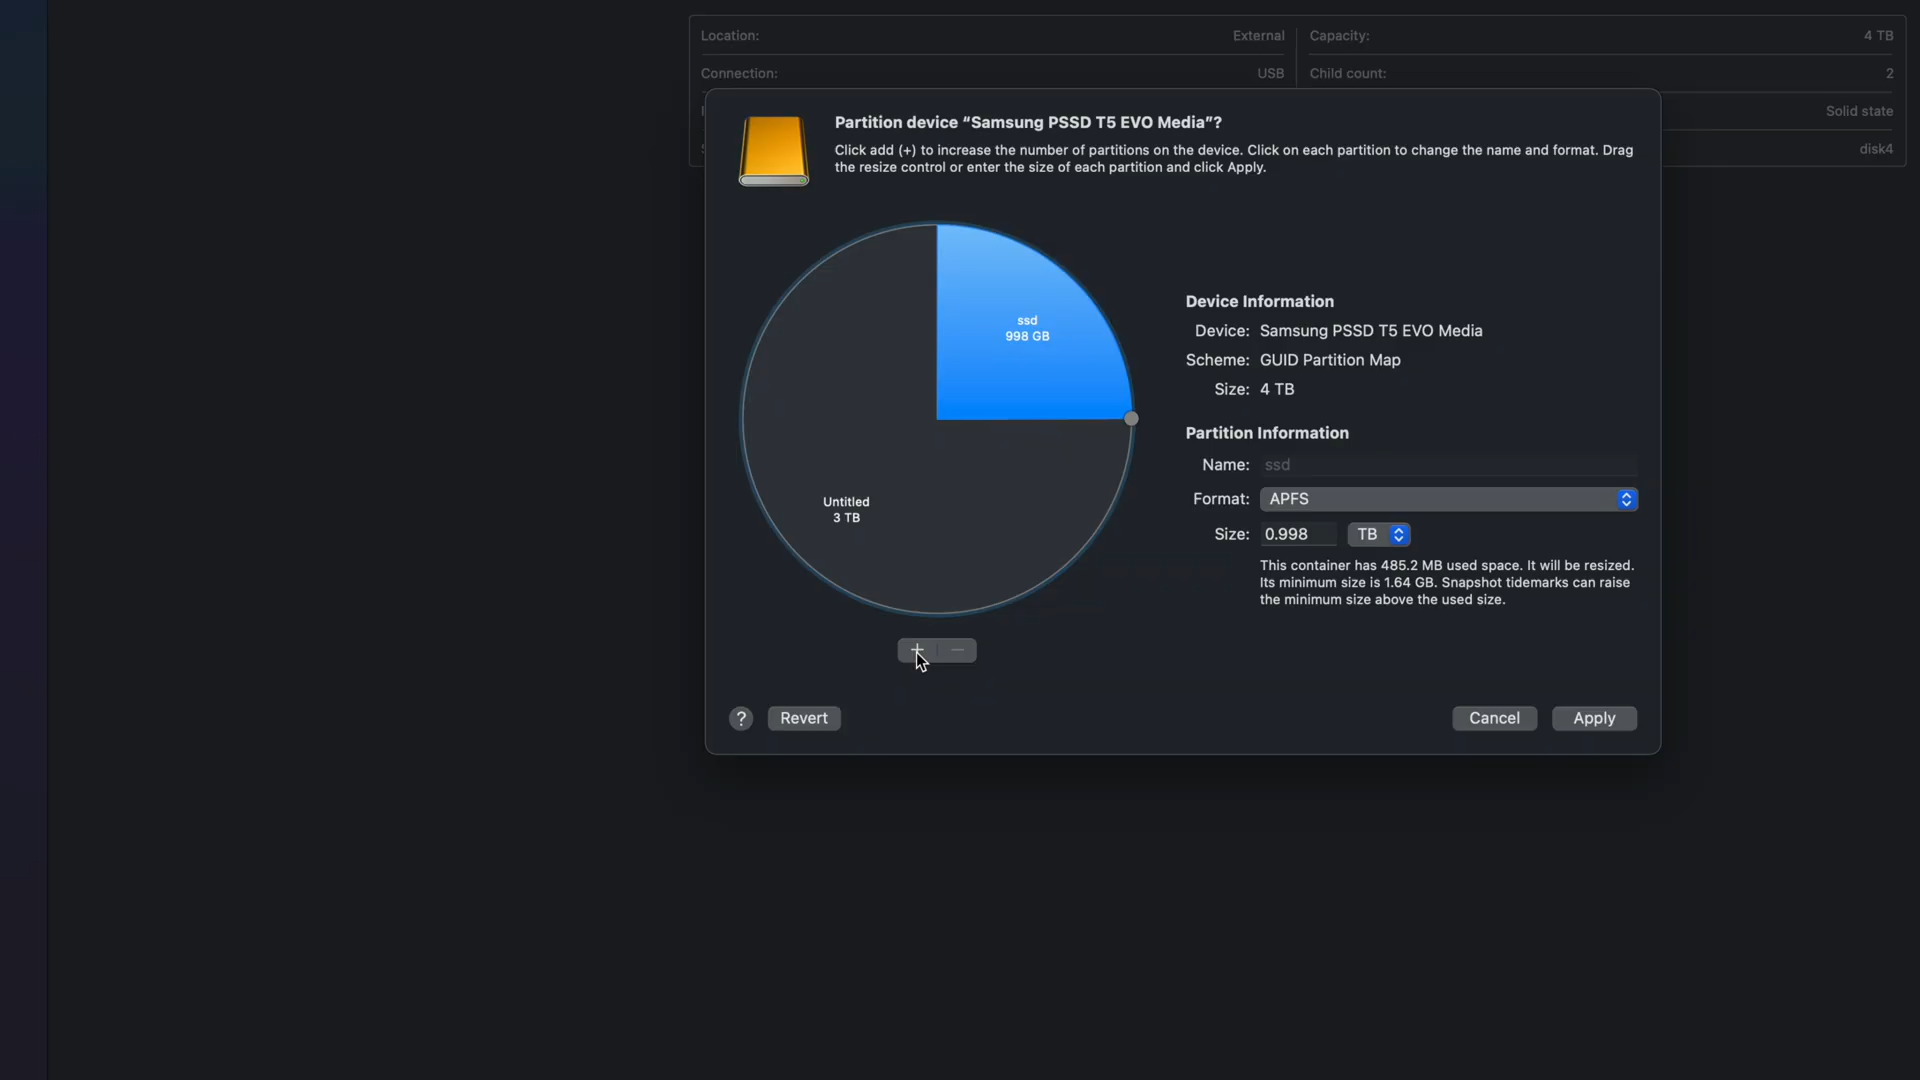 Location: External Capacity: 4 TB
Connection: USB Child count: 2
Solid state
disk4
Partition device “Samsung PSSD T5 EVO Media”?
Click add (+) to increase the number of partitions on the device. Click on each partition to change the name and format. Drag
the resize control or enter the size of each partition and click Apply.
ssd
998 GB
Untitled
3 TB
+ −
Device Information
Device: Samsung PSSD T5 EVO Media
Scheme: GUID Partition Map
Size: 4 TB
Partition Information
Name: ssd
Format: APFS
Size: 0.998 TB
This container has 485.2 MB used space. It will be resized.
Its minimum size is 1.64 GB. Snapshot tidemarks can raise
the minimum size above the used size.
? Revert Cancel Apply